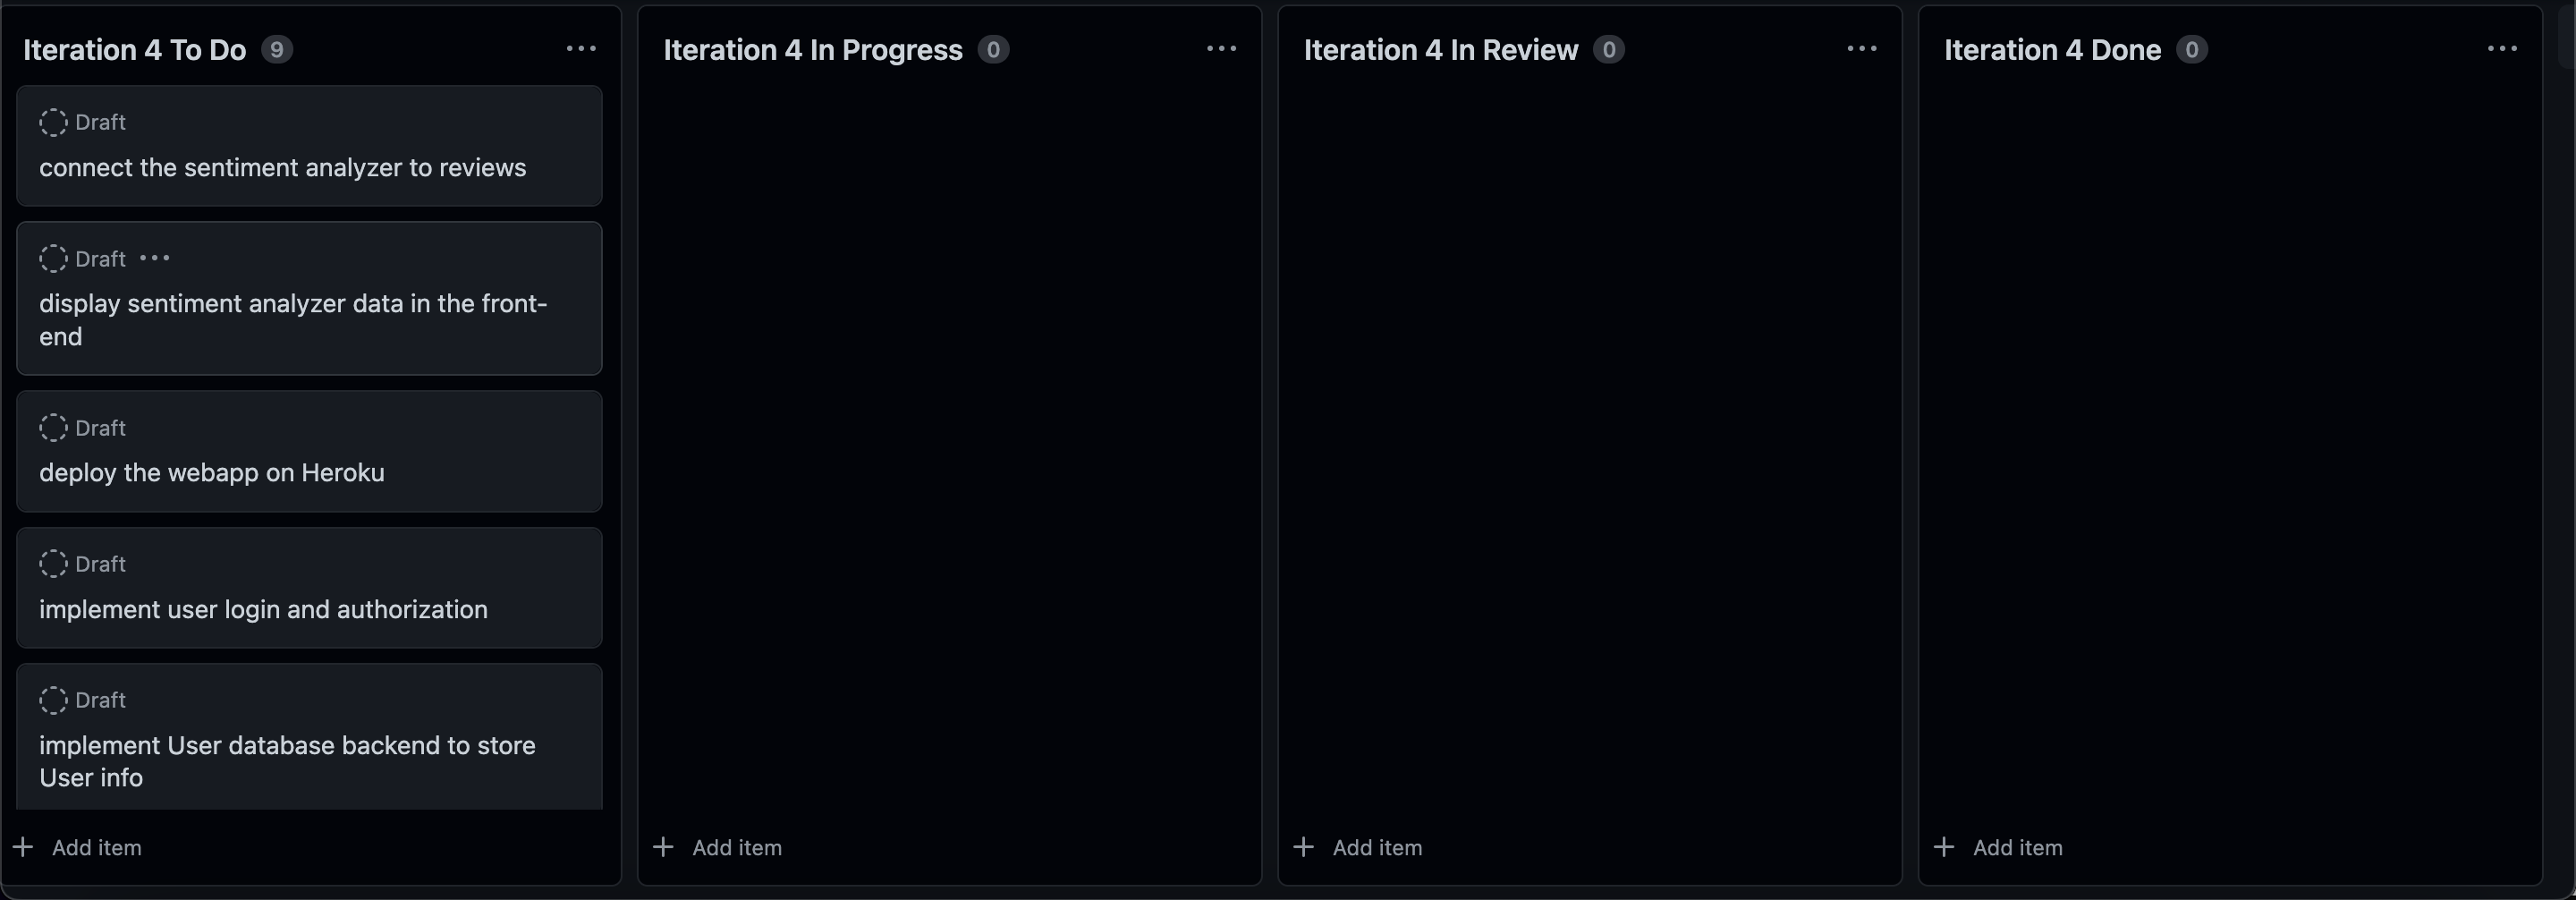 Iteration 4 To Do 9
Draft
connect the sentiment analyzer to reviews
Draft
display sentiment analyzer data in the front-
end
Draft
deploy the webapp on Heroku
Draft
implement user login and authorization
Draft
implement User database backend to store
User info
Add item
Iteration 4 In Progress 0
Add item
Iteration 4 In Review 0
Add item
Iteration 4 Done 0
Add item